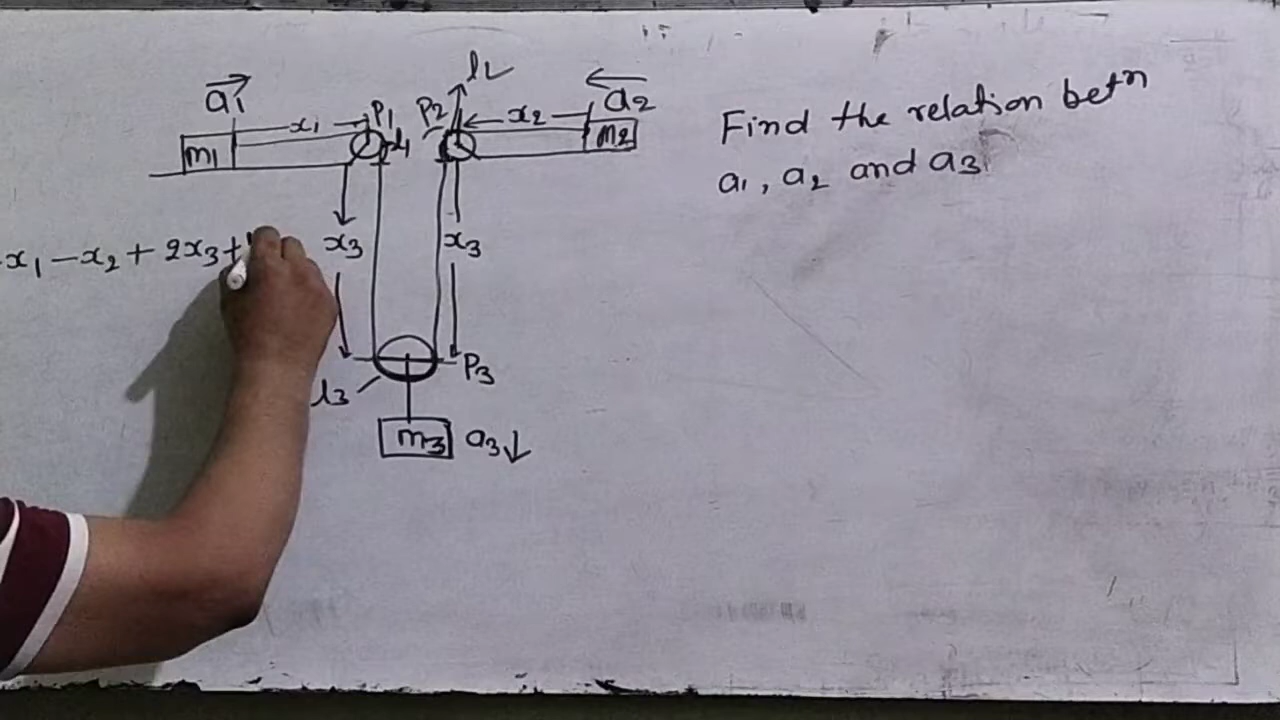 Find the relation betⁿ
a₁, a₂ and a₃
a₁
x₁
P₁
l₁
m₁
P₂
l₂
x₂
a₂
m₂
x₁ - x₂ + 2x₃ +
x₃
x₃
l₃
P₃
m₃
a₃